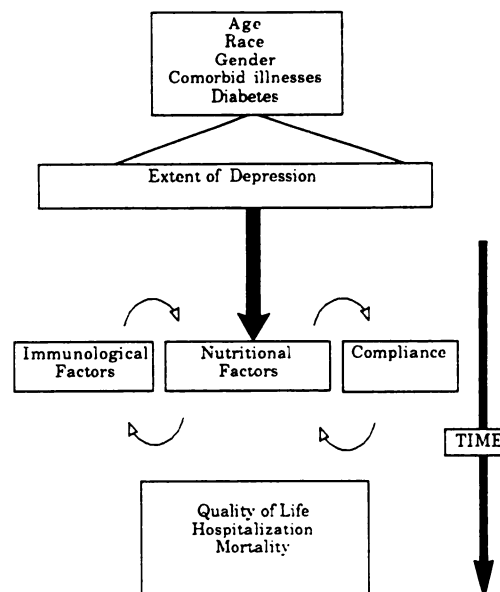 Age
Race
Gender
Comorbid illnesses
Diabetes
Extent of Depression
Immunological
Factors
Nutritional
Factors
Compliance
TIME
Quality of Life
Hospitalization
Mortality